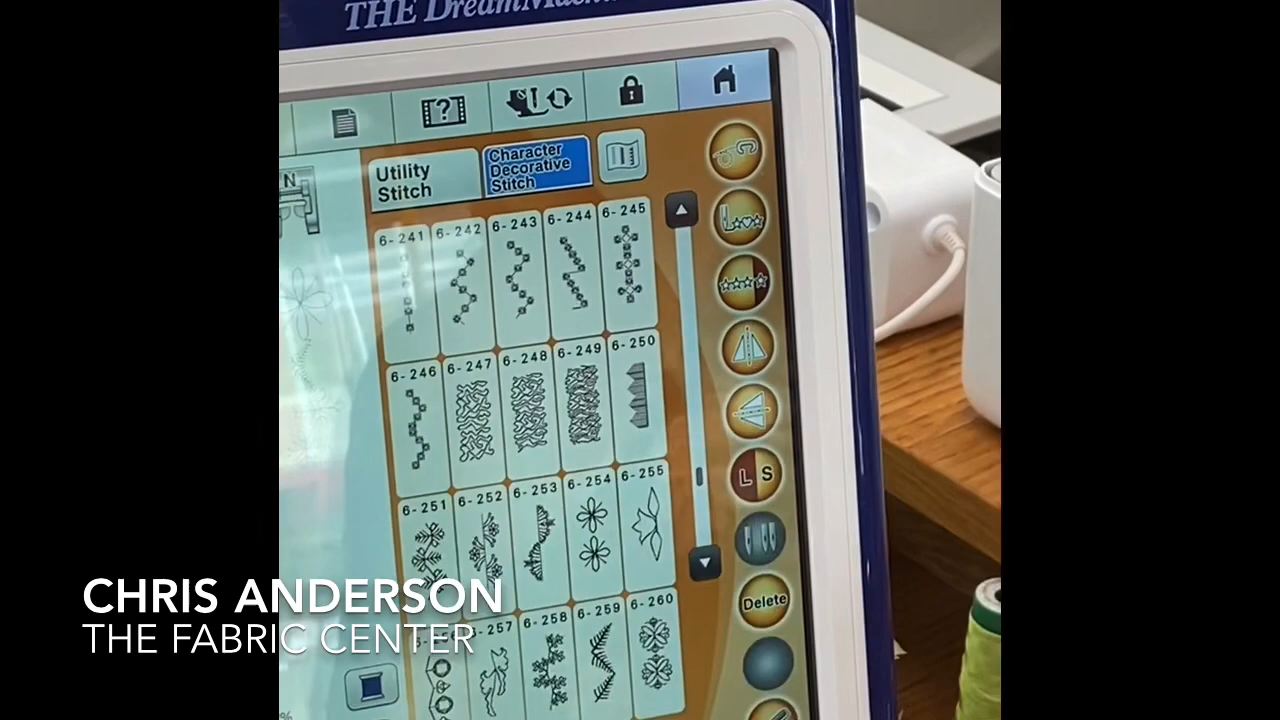 THE DreamMachine
N
Utility
Stitch
Character
Decorative
Stitch
6-241 6-242 6-243 6-244 6-245
6-246 6-247 6-248 6-249 6-250
6-251 6-252 6-253 6-254 6-255
6-257 6-258 6-259 6-260
L S
Delete
%
CHRIS ANDERSON
THE FABRIC CENTER